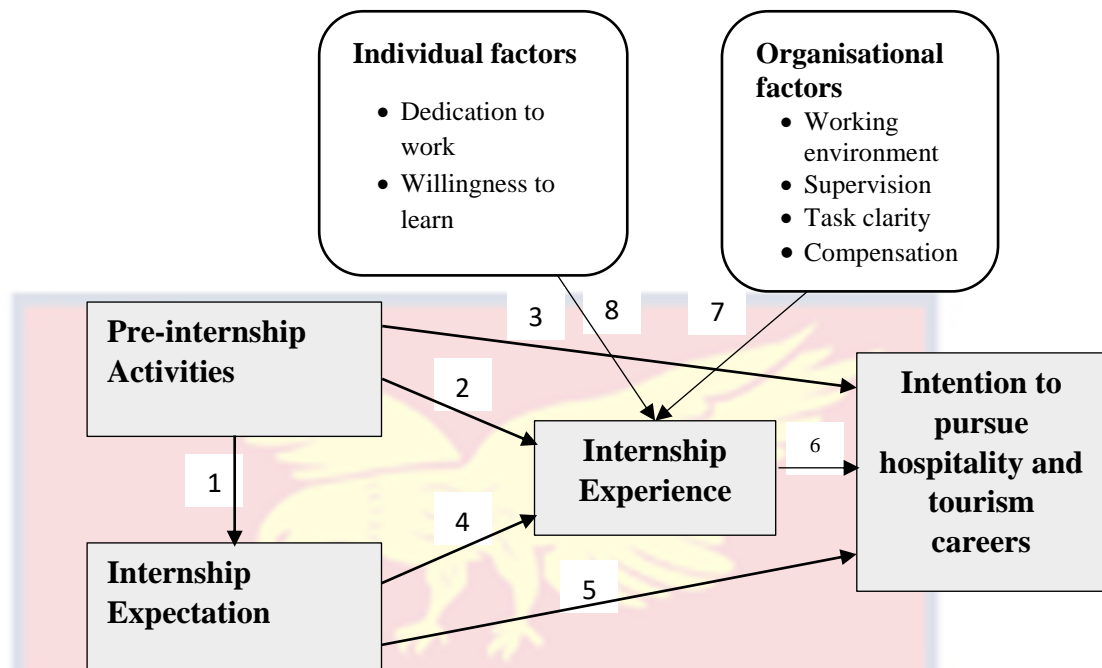 Individual factors
• Dedication to
work
• Willingness to
learn
Organisational
factors
• Working
environment
• Supervision
• Task clarity
• Compensation
3
8
7
Pre-internship
Activities
2
Intention to
pursue
hospitality and
tourism
careers
Internship
Experience
6
1
4
Internship
Expectation
5